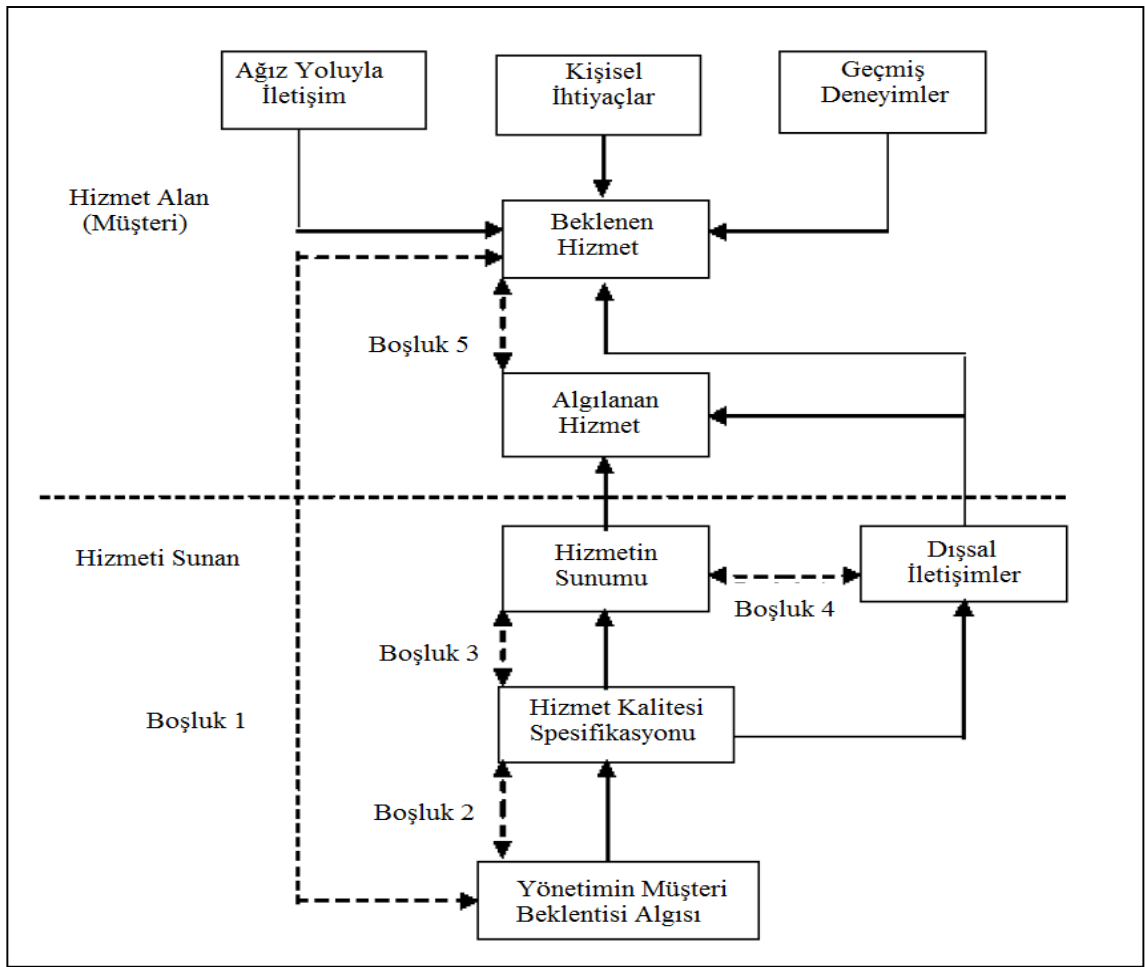 Ağız Yoluyla
İletişim
Kişisel
İhtiyaçlar
Geçmiş
Deneyimler
Hizmet Alan
(Müşteri)
Beklenen
Hizmet
Boşluk 5
Algılanan
Hizmet
Hizmeti Sunan
Hizmetin
Sunumu
Dışsal
İletişimler
Boşluk 4
Boşluk 3
Boşluk 1
Hizmet Kalitesi
Spesifikasyonu
Boşluk 2
Yönetimin Müşteri
Beklentisi Algısı